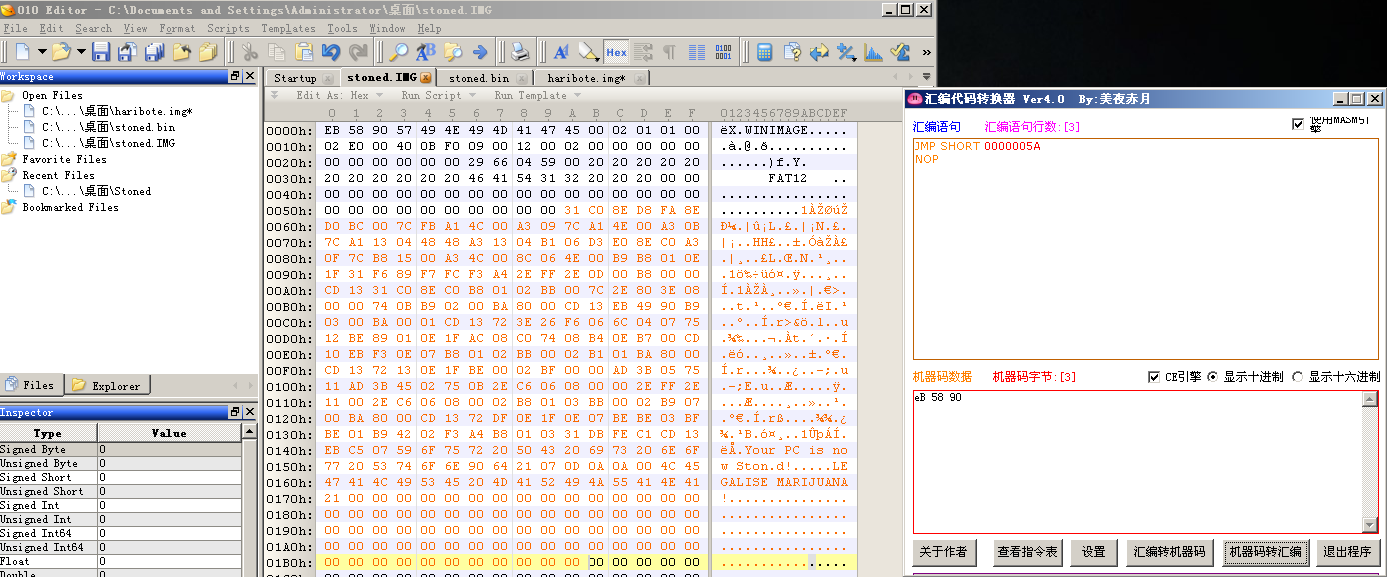 010 Editor - C:\Documents and Settings\Administrator\桌面\stoned.IMG
File Edit Search View Format Scripts Templates Tools Window Help
Hex
Workspace
Open Files
C:\...\桌面\haribote.img*
C:\...\桌面\stoned.bin
C:\...\桌面\stoned.IMG
Favorite Files
Recent Files
C:\...\桌面\Stoned
Bookmarked Files
Files Explorer
Inspector
Type Value
Signed Byte 0
Unsigned Byte 0
Signed Short 0
Unsigned Short 0
Signed Int 0
Unsigned Int 0
Signed Int64 0
Unsigned Int64 0
Float 0
Double 0
Startup stoned.IMG stoned.bin haribote.img*
Edit As: Hex Run Script Run Template
0 1 2 3 4 5 6 7 8 9 A B C D E F 0123456789ABCDEF
0000h: EB 58 90 57 49 4E 49 4D 41 47 45 00 02 01 01 00 ëX.WINIMAGE.....
0010h: 02 E0 00 40 0B F0 09 00 12 00 02 00 00 00 00 00 .à.@.ð..........
0020h: 00 00 00 00 00 00 29 66 04 59 00 20 20 20 20 20 ......)f.Y.
0030h: 20 20 20 20 20 20 46 41 54 31 32 20 20 20 00 00 FAT12 ..
0040h: 00 00 00 00 00 00 00 00 00 00 00 00 00 00 00 00 ................
0050h: 00 00 00 00 00 00 00 00 00 00 31 C0 8E D8 FA 8E ..........1ÀŽØúŽ
0060h: D0 BC 00 7C FB A1 4C 00 A3 09 7C A1 4E 00 A3 0B Ð¼.|û¡L.£.|¡N.£.
0070h: 7C A1 13 04 48 48 A3 13 04 B1 06 D3 E0 8E C0 A3 |¡..HH£..±.ÓàŽÀ£
0080h: 0F 7C B8 15 00 A3 4C 00 8C 06 4E 00 B9 B8 01 0E .|¸..£L.Œ.N.¹¸..
0090h: 1F 31 F6 89 F7 FC F3 A4 2E FF 2E 0D 00 B8 00 00 .1ö‰÷üó¤.ÿ...¸..
00A0h: CD 13 31 C0 8E C0 B8 01 02 BB 00 7C 2E 80 3E 08 Í.1ÀŽÀ¸..».|.€>.
00B0h: 00 00 74 0B B9 02 00 BA 80 00 CD 13 EB 49 90 B9 ..t.¹..º€.Í.ëI.¹
00C0h: 03 00 BA 00 01 CD 13 72 3E 26 F6 06 6C 04 07 75 ..º..Í.r>&ö.l..u
00D0h: 12 BE 89 01 0E 1F AC 08 C0 74 08 B4 0E B7 00 CD .¾‰...¬.Àt.´.·.Í
00E0h: 10 EB F3 0E 07 B8 01 02 BB 00 02 B1 01 BA 80 00 .ëó..¸..»..±.º€.
00F0h: CD 13 72 13 0E 1F BE 00 02 BF 00 00 AD 3B 05 75 Í.r...¾..¿..-;.u
0100h: 11 AD 3B 45 02 75 0B 2E C6 06 08 00 00 2E FF 2E .-;E.u..Æ.....ÿ.
0110h: 11 00 2E C6 06 08 00 02 B8 01 03 BB 00 02 B9 07 ...Æ....¸..»..¹.
0120h: 00 BA 80 00 CD 13 72 DF 0E 1F 0E 07 BE BE 03 BF .º€.Í.rß....¾¾.¿
0130h: BE 01 B9 42 02 F3 A4 B8 01 03 31 DB FE C1 CD 13 ¾.¹B.ó¤¸..1ÛþÁÍ.
0140h: EB C5 07 59 6F 75 72 20 50 43 20 69 73 20 6E 6F ëÅ.Your PC is no
0150h: 77 20 53 74 6F 6E 90 64 21 07 0D 0A 0A 00 4C 45 w Ston.d!.....LE
0160h: 47 41 4C 49 53 45 20 4D 41 52 49 4A 55 41 4E 41 GALISE MARIJUANA
0170h: 21 00 00 00 00 00 00 00 00 00 00 00 00 00 00 00 !...............
0180h: 00 00 00 00 00 00 00 00 00 00 00 00 00 00 00 00 ................
0190h: 00 00 00 00 00 00 00 00 00 00 00 00 00 00 00 00 ................
01A0h: 00 00 00 00 00 00 00 00 00 00 00 00 00 00 00 00 ................
01B0h: 00 00 00 00 00 00 00 00 00 00 00 00 00 00 00 00 ................
汇编代码转换器 Ver4.0 By:美夜赤月
汇编语句 汇编语句行数:[3]
JMP SHORT 0000005A
NOP
机器码数据 机器码字节:[3] CE引擎 显示十进制 显示十六进制
eB 58 90
关于作者 查看指令表 设置 汇编转机器码 机器码转汇编 退出程序